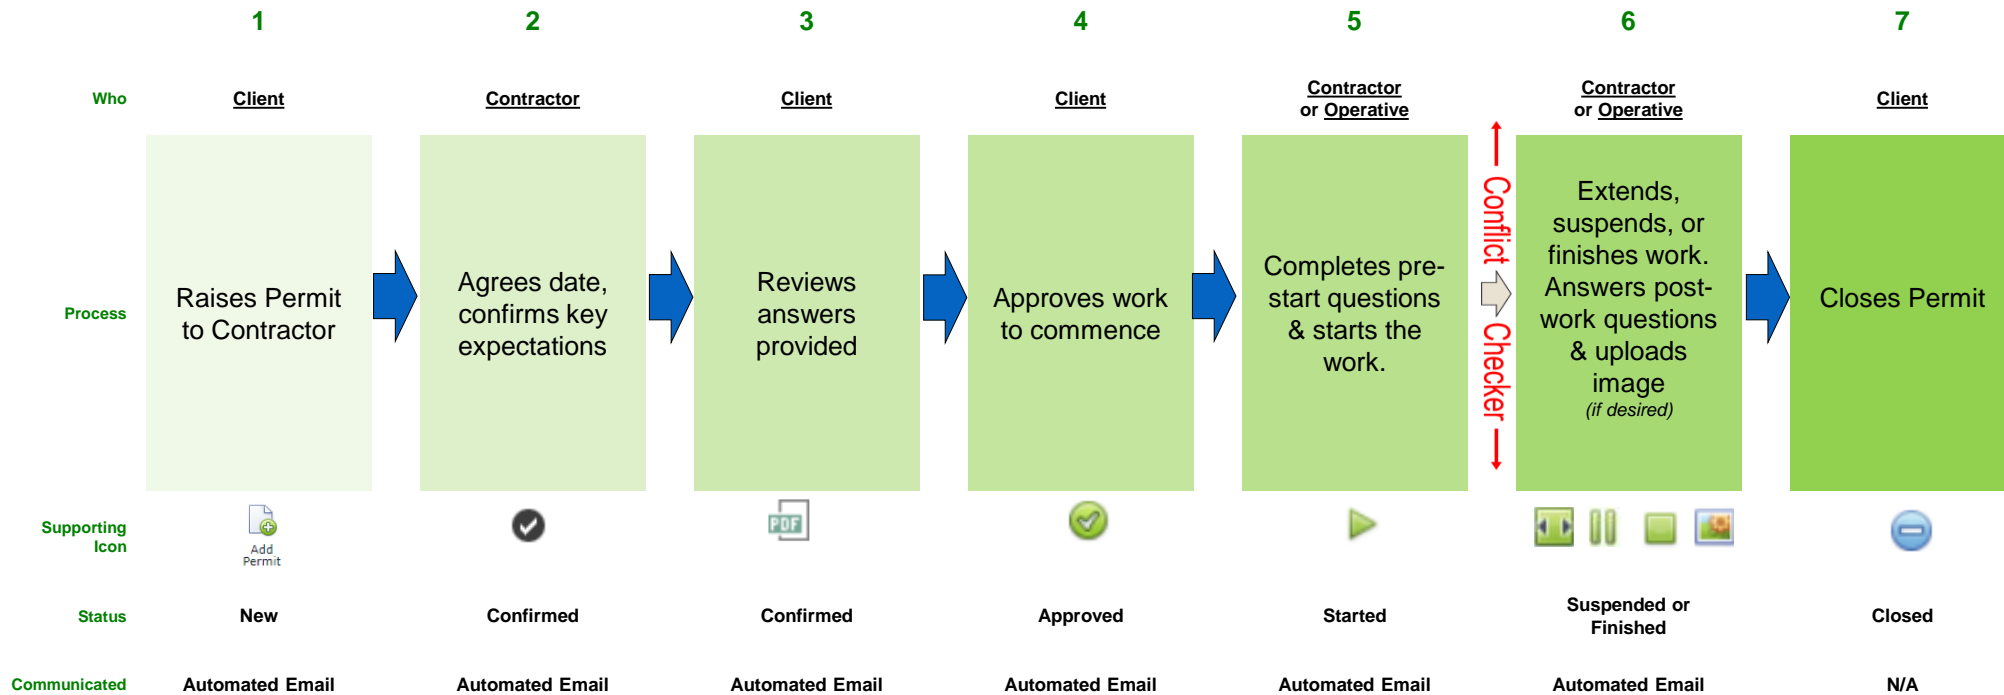 1 2 3 4 5 6 7
Who
Client
Contractor
Client
Client
Contractor
or Operative
Contractor
or Operative
Client
Process
Raises Permit
to Contractor
Agrees date,
confirms key
expectations
Reviews
answers
provided
Approves work
to commence
Completes pre-
start questions
& starts the
work.
Conflict
Checker
Extends,
suspends, or
finishes work.
Answers post-
work questions
& uploads
image
(if desired)
Closes Permit
Supporting
Icon
Add
Permit
PDF
Status
New
Confirmed
Confirmed
Approved
Started
Suspended or
Finished
Closed
Communicated
Automated Email
Automated Email
Automated Email
Automated Email
Automated Email
Automated Email
N/A